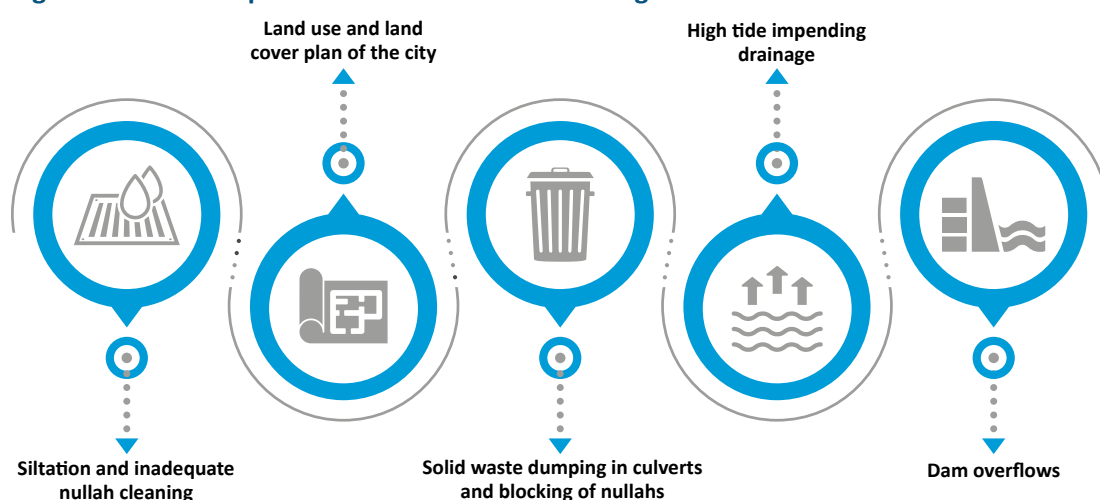 Land use and land
cover plan of the city
High tide impending
drainage
Siltation and inadequate
nullah cleaning
Solid waste dumping in culverts
and blocking of nullahs
Dam overflows